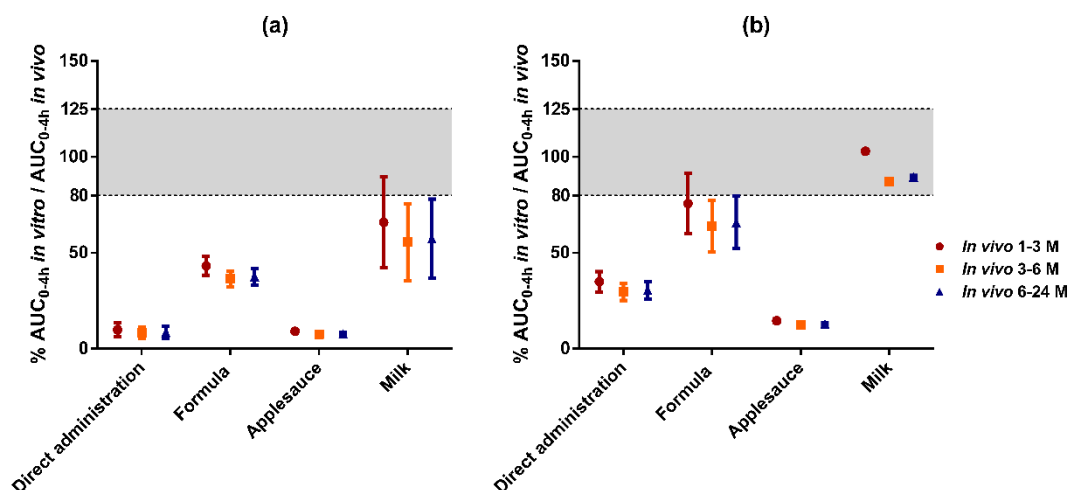 (a)
% AUC0-4h in vitro / AUC0-4h in vivo
150
125
100
80
50
0
Direct administration
Formula
Applesauce
Milk
(b)
% AUC0-4h in vitro / AUC0-4h in vivo
150
125
100
80
50
0
Direct administration
Formula
Applesauce
Milk
In vivo 1-3 M
In vivo 3-6 M
In vivo 6-24 M